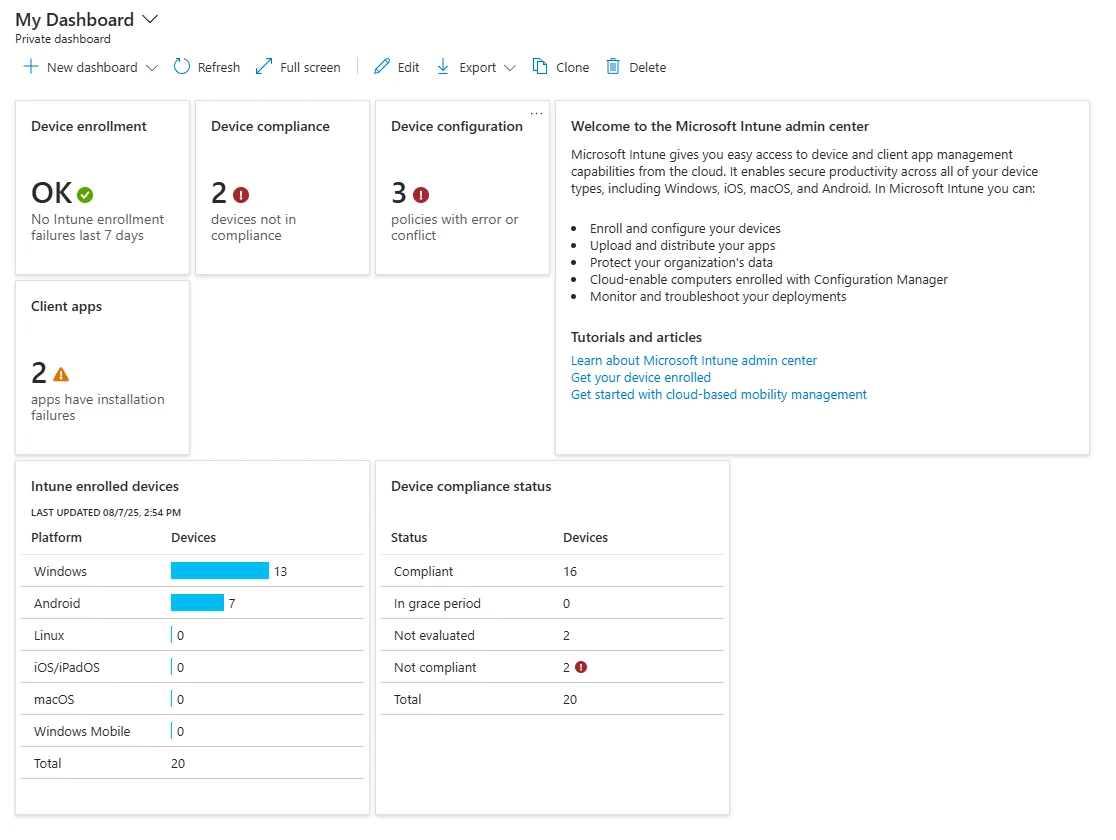 My Dashboard
Private dashboard
New dashboard Refresh Full screen Edit Export Clone Delete
Device enrollment
OK
No Intune enrollment
failures last 7 days
Device compliance
2
devices not in
compliance
Device configuration
...
3
policies with error or
conflict
Welcome to the Microsoft Intune admin center
Microsoft Intune gives you easy access to device and client app management
capabilities from the cloud. It enables secure productivity across all of your device
types, including Windows, iOS, macOS, and Android. In Microsoft Intune you can:
• Enroll and configure your devices
• Upload and distribute your apps
• Protect your organization's data
• Cloud-enable computers enrolled with Configuration Manager
• Monitor and troubleshoot your deployments
Tutorials and articles
Learn about Microsoft Intune admin center
Get your device enrolled
Get started with cloud-based mobility management
Client apps
2
apps have installation
failures
Intune enrolled devices
LAST UPDATED 08/7/25, 2:54 PM
Platform Devices
Windows 13
Android 7
Linux 0
iOS/iPadOS 0
macOS 0
Windows Mobile 0
Total 20
Device compliance status
Status Devices
Compliant 16
In grace period 0
Not evaluated 2
Not compliant 2
Total 20